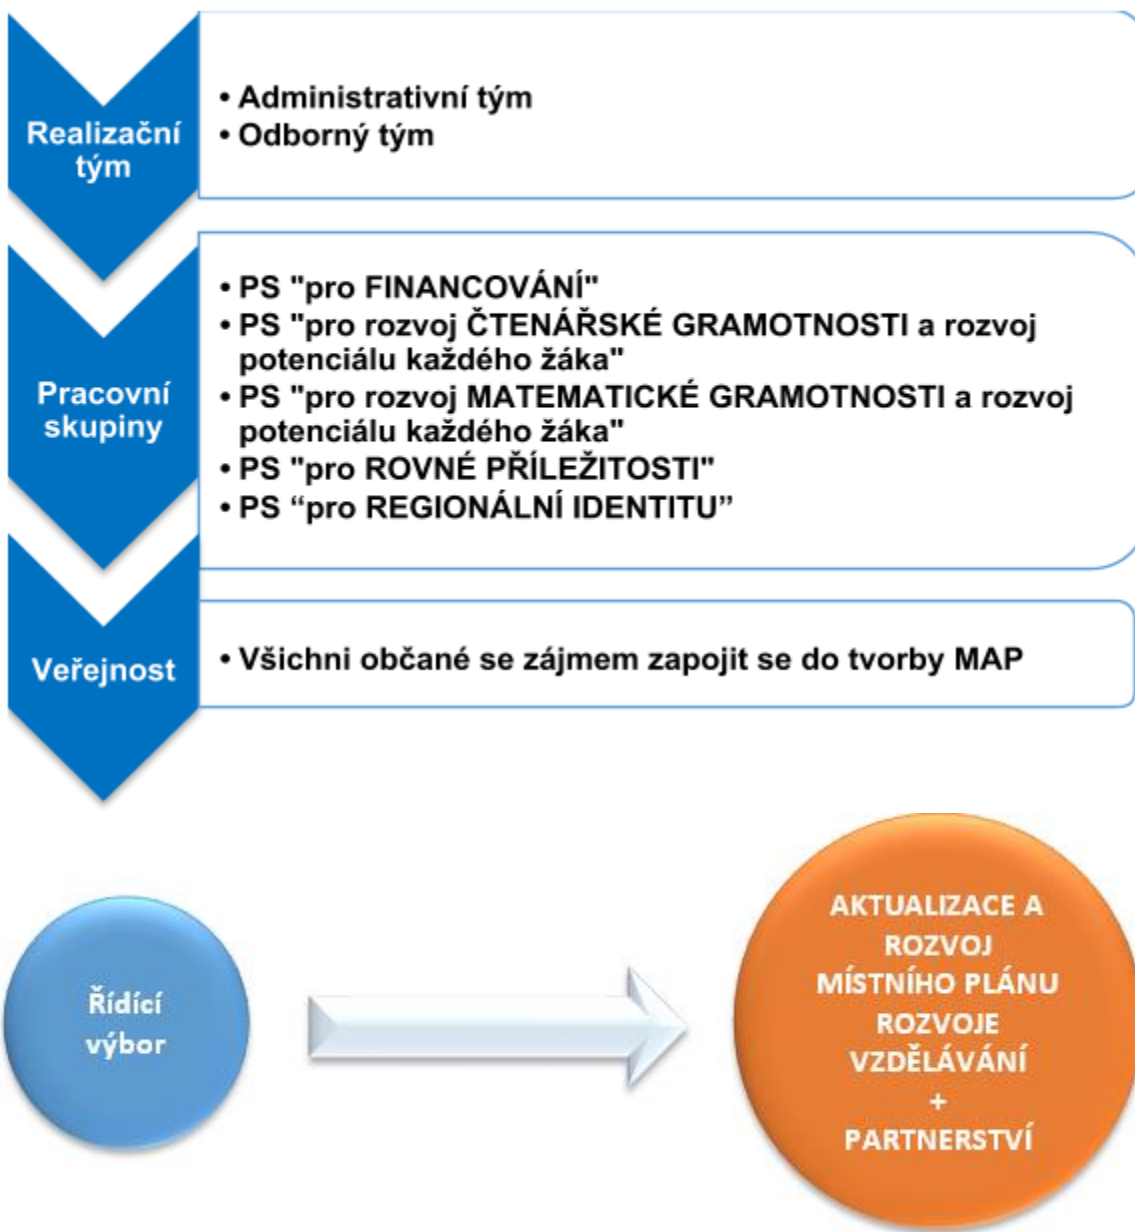 Realizační
tým
• Administrativní tým
• Odborný tým
Pracovní
skupiny
• PS "pro FINANCOVÁNÍ"
• PS "pro rozvoj ČTENÁŘSKÉ GRAMOTNOSTI a rozvoj
potenciálu každého žáka"
• PS "pro rozvoj MATEMATICKÉ GRAMOTNOSTI a rozvoj
potenciálu každého žáka"
• PS "pro ROVNÉ PŘÍLEŽITOSTI"
• PS “pro REGIONÁLNÍ IDENTITU”
Veřejnost
• Všichni občané se zájmem zapojit se do tvorby MAP
Řídící
výbor
AKTUALIZACE A
ROZVOJ
MÍSTNÍHO PLÁNU
ROZVOJE
VZDĚLÁVÁNÍ
+
PARTNERSTVÍ